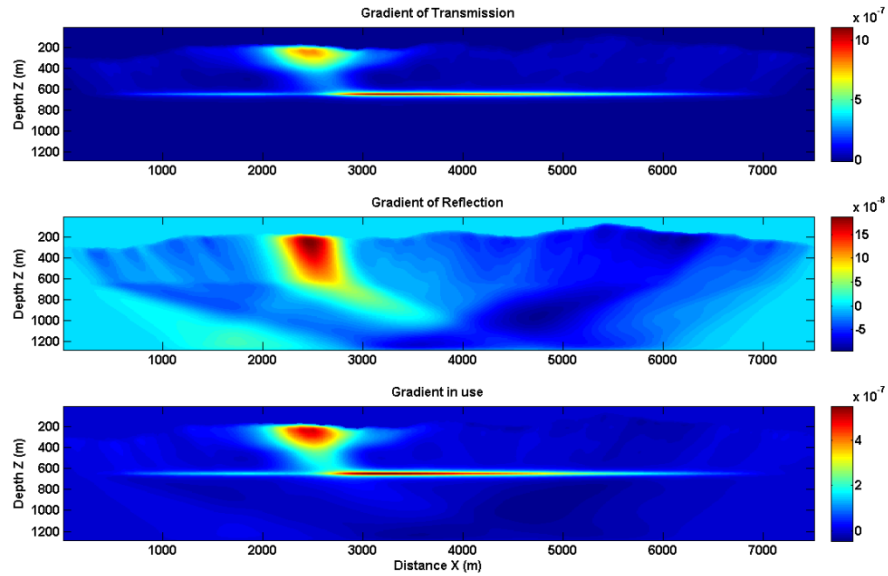 Gradient of Transmission
x 10-7
Depth Z (m)
200
400
600
800
1000
1200
10
5
0
1000 2000 3000 4000 5000 6000 7000
Gradient of Reflection
x 10-8
Depth Z (m)
200
400
600
800
1000
1200
15
10
5
0
-5
1000 2000 3000 4000 5000 6000 7000
Gradient in use
x 10-7
Depth Z (m)
200
400
600
800
1000
1200
4
2
0
1000 2000 3000 4000 5000 6000 7000
Distance X (m)